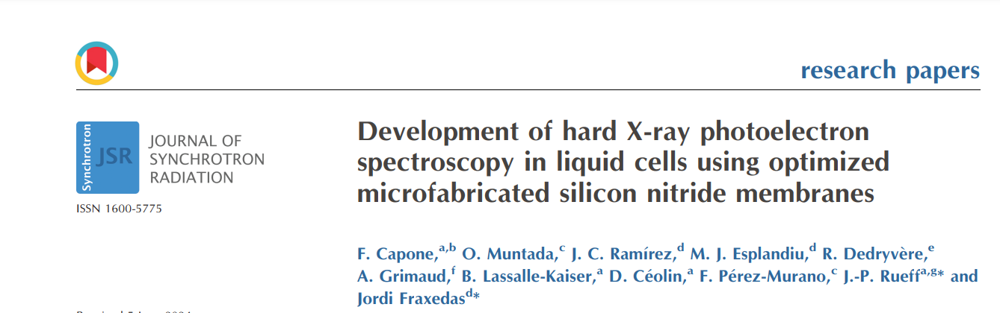 research papers
Synchrotron
JSR
JOURNAL OF
SYNCHROTRON
RADIATION
ISSN 1600-5775
Development of hard X-ray photoelectron
spectroscopy in liquid cells using optimized
microfabricated silicon nitride membranes
F. Capone,a,b O. Muntada,c J. C. Ramírez,d M. J. Esplandiu,d R. Dedryvère,e
A. Grimaud,f B. Lassalle-Kaiser,a D. Céolin,a F. Pérez-Murano,c J.-P. Rueffa,g* and
Jordi Fraxedasd*